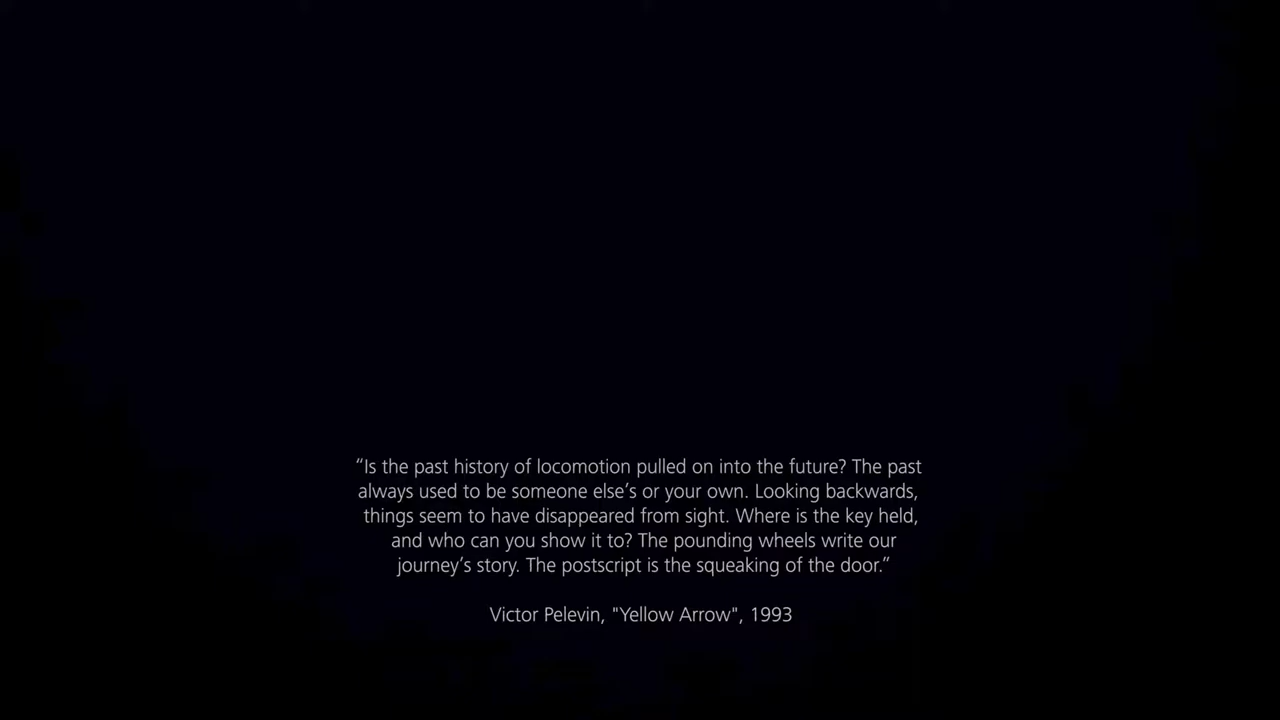 “Is the past history of locomotion pulled on into the future? The past
always used to be someone else’s or your own. Looking backwards,
things seem to have disappeared from sight. Where is the key held,
and who can you show it to? The pounding wheels write our
journey’s story. The postscript is the squeaking of the door.”
Victor Pelevin, "Yellow Arrow", 1993